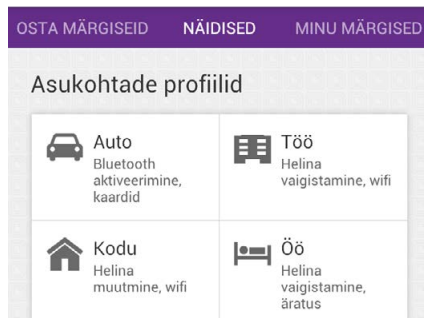 OSTA MÄRGISEID NÄIDISED MINU MÄRGISED
Asukohtade profiilid
Auto
Bluetooth
aktiveerimine,
kaardid
Töö
Helina
vaigistamine, wifi
Kodu
Helina
muutmine, wifi
Öö
Helina
vaigistamine,
äratus